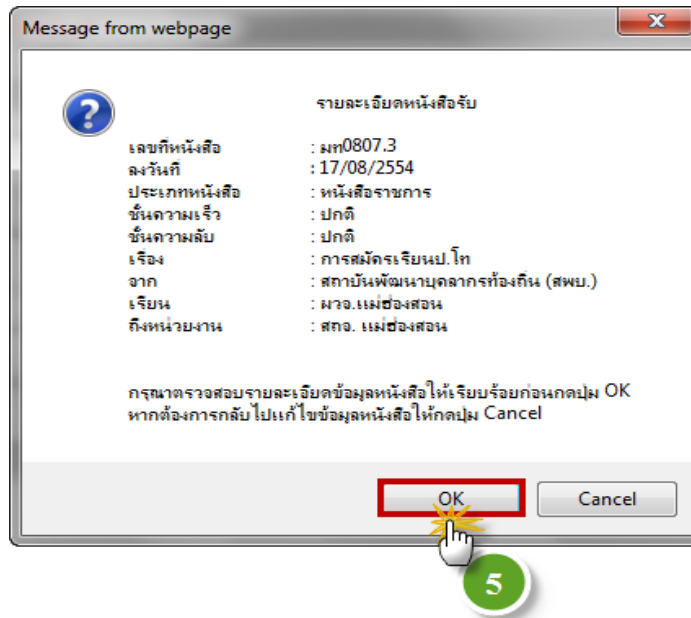 Message from webpage
รายละเอียดหนังสือรับ
เลขที่หนังสือ : มท0807.3
ลงวันที่ : 17/08/2554
ประเภทหนังสือ : หนังสือราชการ
ชั้นความเร็ว : ปกติ
ชั้นความลับ : ปกติ
เรื่อง : การสมัครเรียนป.โท
จาก : สถาบันพัฒนาบุคลากรท้องถิ่น (สพบ.)
เรียน : ผวจ.แม่ฮ่องสอน
ถึงหน่วยงาน : สถจ. แม่ฮ่องสอน
กรุณาตรวจสอบรายละเอียดข้อมูลหนังสือให้เรียบร้อยก่อนกดปุ่ม OK
หากต้องการกลับไปแก้ไขข้อมูลหนังสือให้กดปุ่ม Cancel
OK Cancel
5